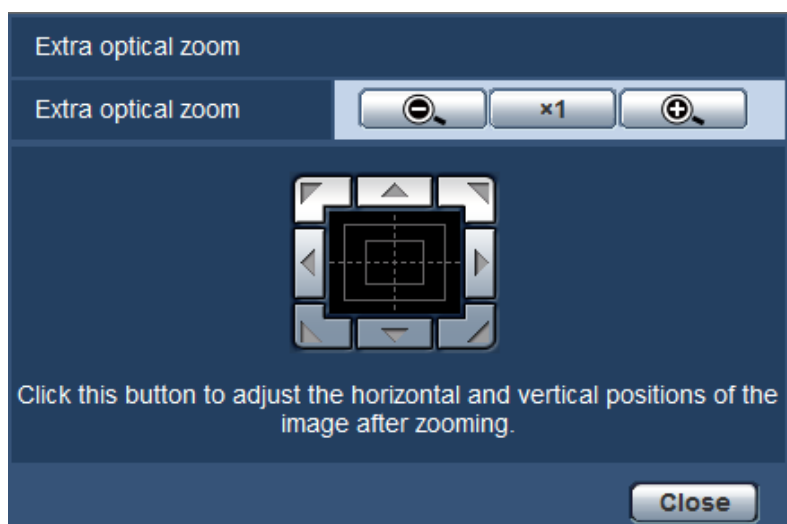 Extra optical zoom
Extra optical zoom
×1
Click this button to adjust the horizontal and vertical positions of the
image after zooming.
Close